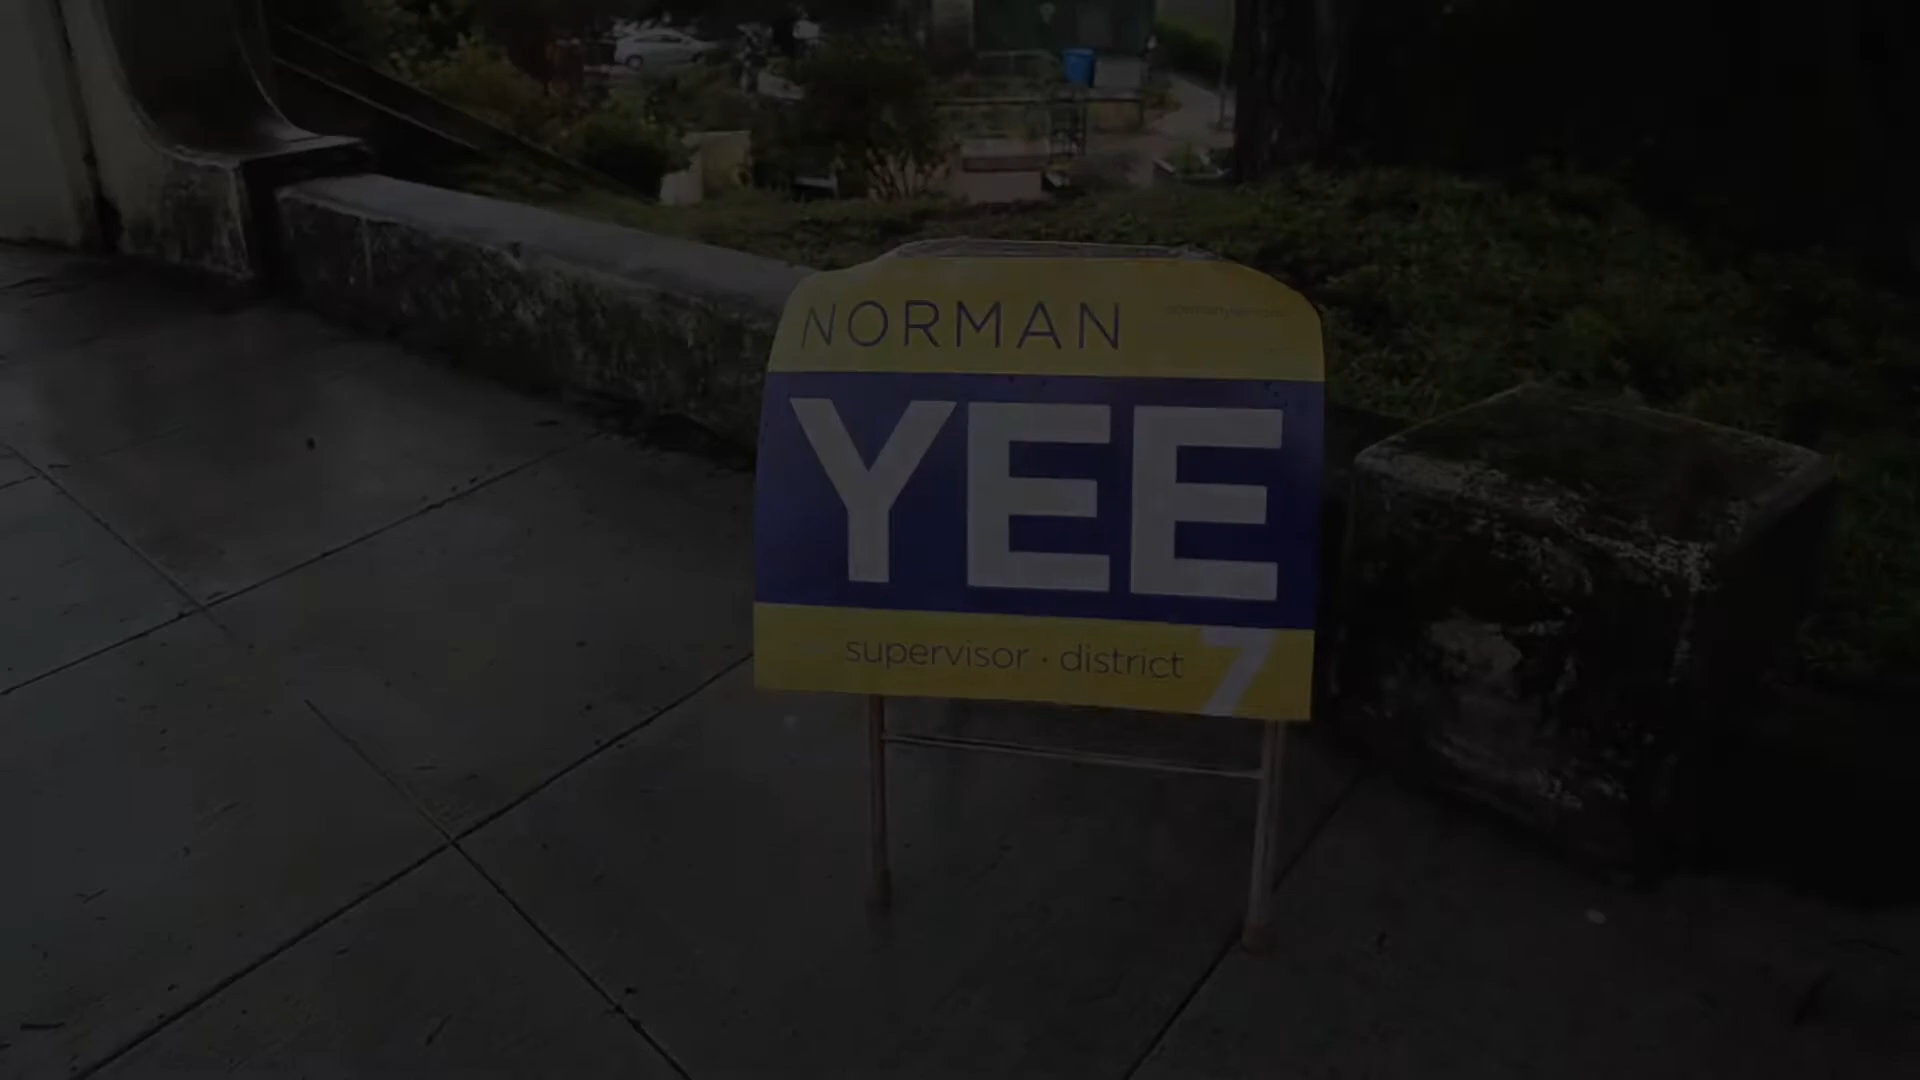 NORMAN
YEE
supervisor · district 7